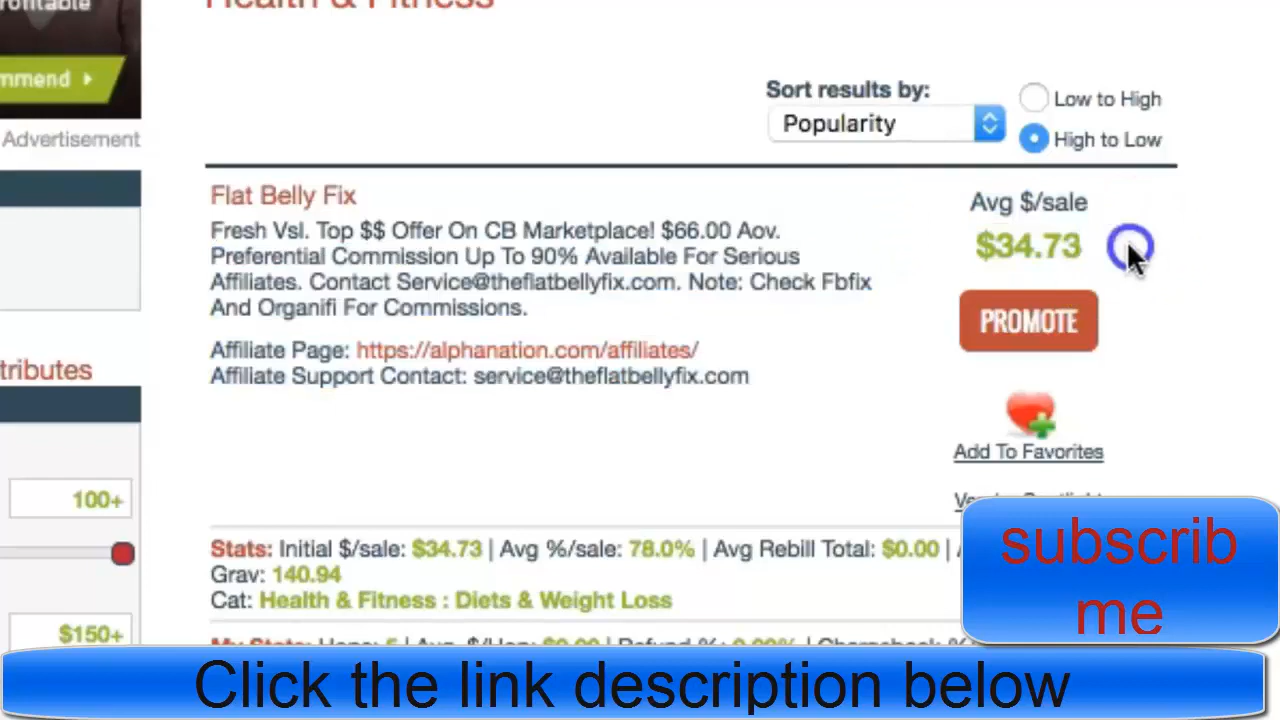 Health & Fitness
mmend
Advertisement
Sort results by:
Popularity
Low to High
High to Low
Flat Belly Fix
Fresh Vsl. Top $$ Offer On CB Marketplace! $66.00 Aov.
Preferential Commission Up To 90% Available For Serious
Affiliates. Contact Service@theflatbellyfix.com. Note: Check Fbfix
And Organifi For Commissions.
Avg $/sale
$34.73
PROMOTE
Affiliate Page: https://alphanation.com/affiliates/
Affiliate Support Contact: service@theflatbellyfix.com
Add To Favorites
tributes
100+
$150+
Stats: Initial $/sale: $34.73 | Avg %/sale: 78.0% | Avg Rebill Total: $0.00 |
Grav: 140.94
Cat: Health & Fitness : Diets & Weight Loss
subscrib
me
Click the link description below